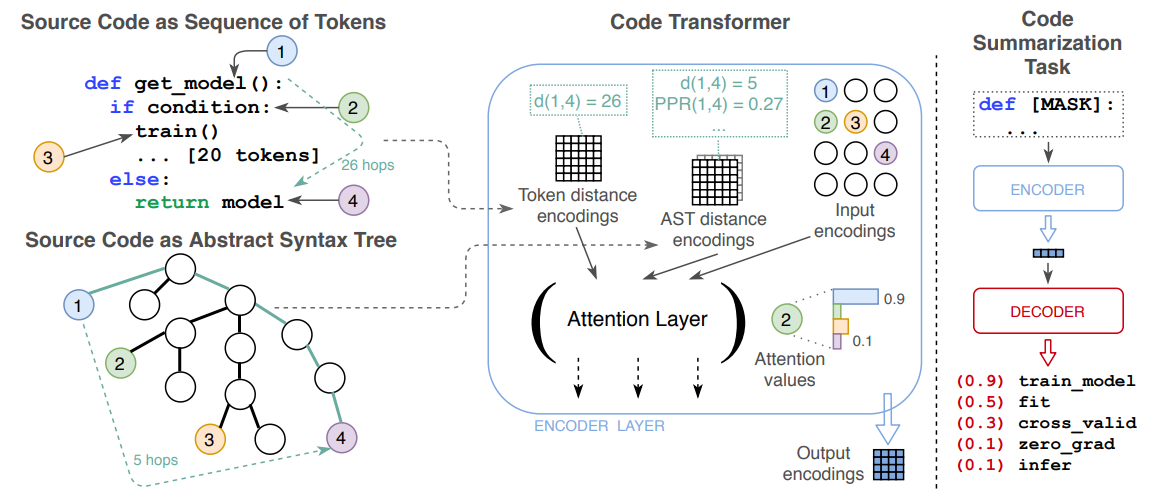 Source Code as Sequence of Tokens
1
def get_model():
if condition:
2
train()
3
... [20 tokens]
26 hops
else:
return model
4
Source Code as Abstract Syntax Tree
1
2
3
4
5 hops
Code Transformer
d(1,4) = 26
d(1,4) = 5
PPR(1,4) = 0.27
...
1
2
3
4
Token distance
encodings
AST distance
encodings
Input
encodings
Attention Layer
2
0.9
0.1
Attention
values
ENCODER LAYER
Output
encodings
Code
Summarization
Task
def [MASK]:
...
ENCODER
DECODER
(0.9) train_model
(0.5) fit
(0.3) cross_valid
(0.1) zero_grad
(0.1) infer